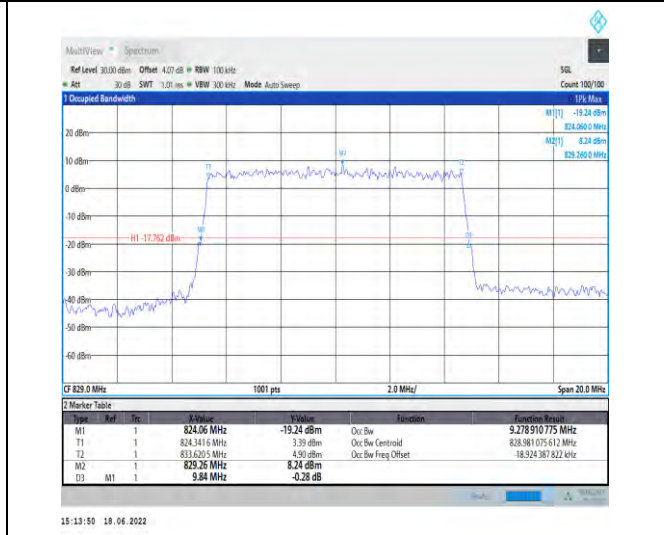 MultiView Spectrum
Ref Level 30.00 dBm Offset 4.07 dB RBW 100 kHz SGL
Att 30 dB SWT 1.01 ms VBW 300 kHz Mode Auto Sweep Count 100/100
1 Occupied Bandwidth 1Pk Max
M1[1] -19.24 dBm
824.060 0 MHz
M2[1] 8.24 dBm
829.260 0 MHz
20 dBm
M2
10 dBm
T1 T2
0 dBm
-10 dBm
H1 -17.762 dBm
-20 dBm
-30 dBm
-40 dBm
-50 dBm
-60 dBm
CF 829.0 MHz 1001 pts 2.0 MHz/ Span 20.0 MHz
2 Marker Table
Type Ref Trc X-Value Y-Value Function Function Result
M1 1 824.06 MHz -19.24 dBm Occ Bw 9.278 910 775 MHz
T1 1 824.341 6 MHz 3.39 dBm Occ Bw Centroid 828.981 075 612 MHz
T2 1 833.620 5 MHz 4.90 dBm Occ Bw Freq Offset -18.924 387 822 kHz
M2 1 829.26 MHz 8.24 dBm
D3 M1 1 9.84 MHz -0.28 dB
15:13:50 18.06.2022